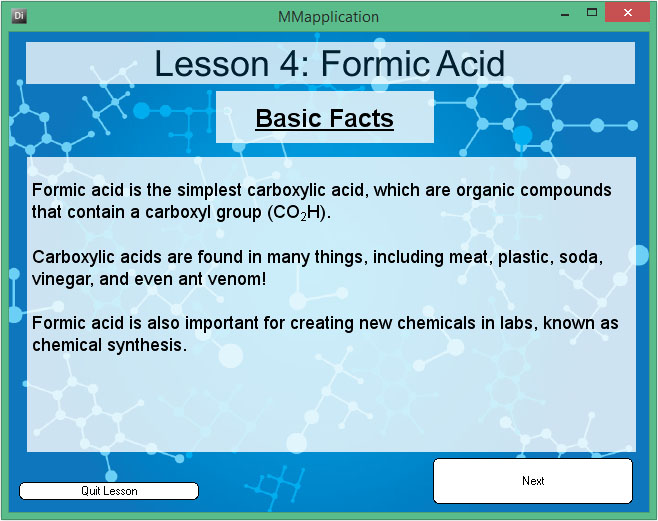 Di
MMapplication
Lesson 4: Formic Acid
Basic Facts
Formic acid is the simplest carboxylic acid, which are organic compounds
that contain a carboxyl group (CO₂H).
Carboxylic acids are found in many things, including meat, plastic, soda,
vinegar, and even ant venom!
Formic acid is also important for creating new chemicals in labs, known as
chemical synthesis.
Quit Lesson
Next